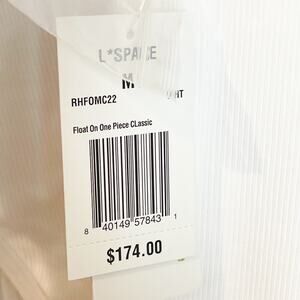 L*SPACE
M
RHFOMC22
Float On One Piece CLassic
8 40149 57843 1
$174.00